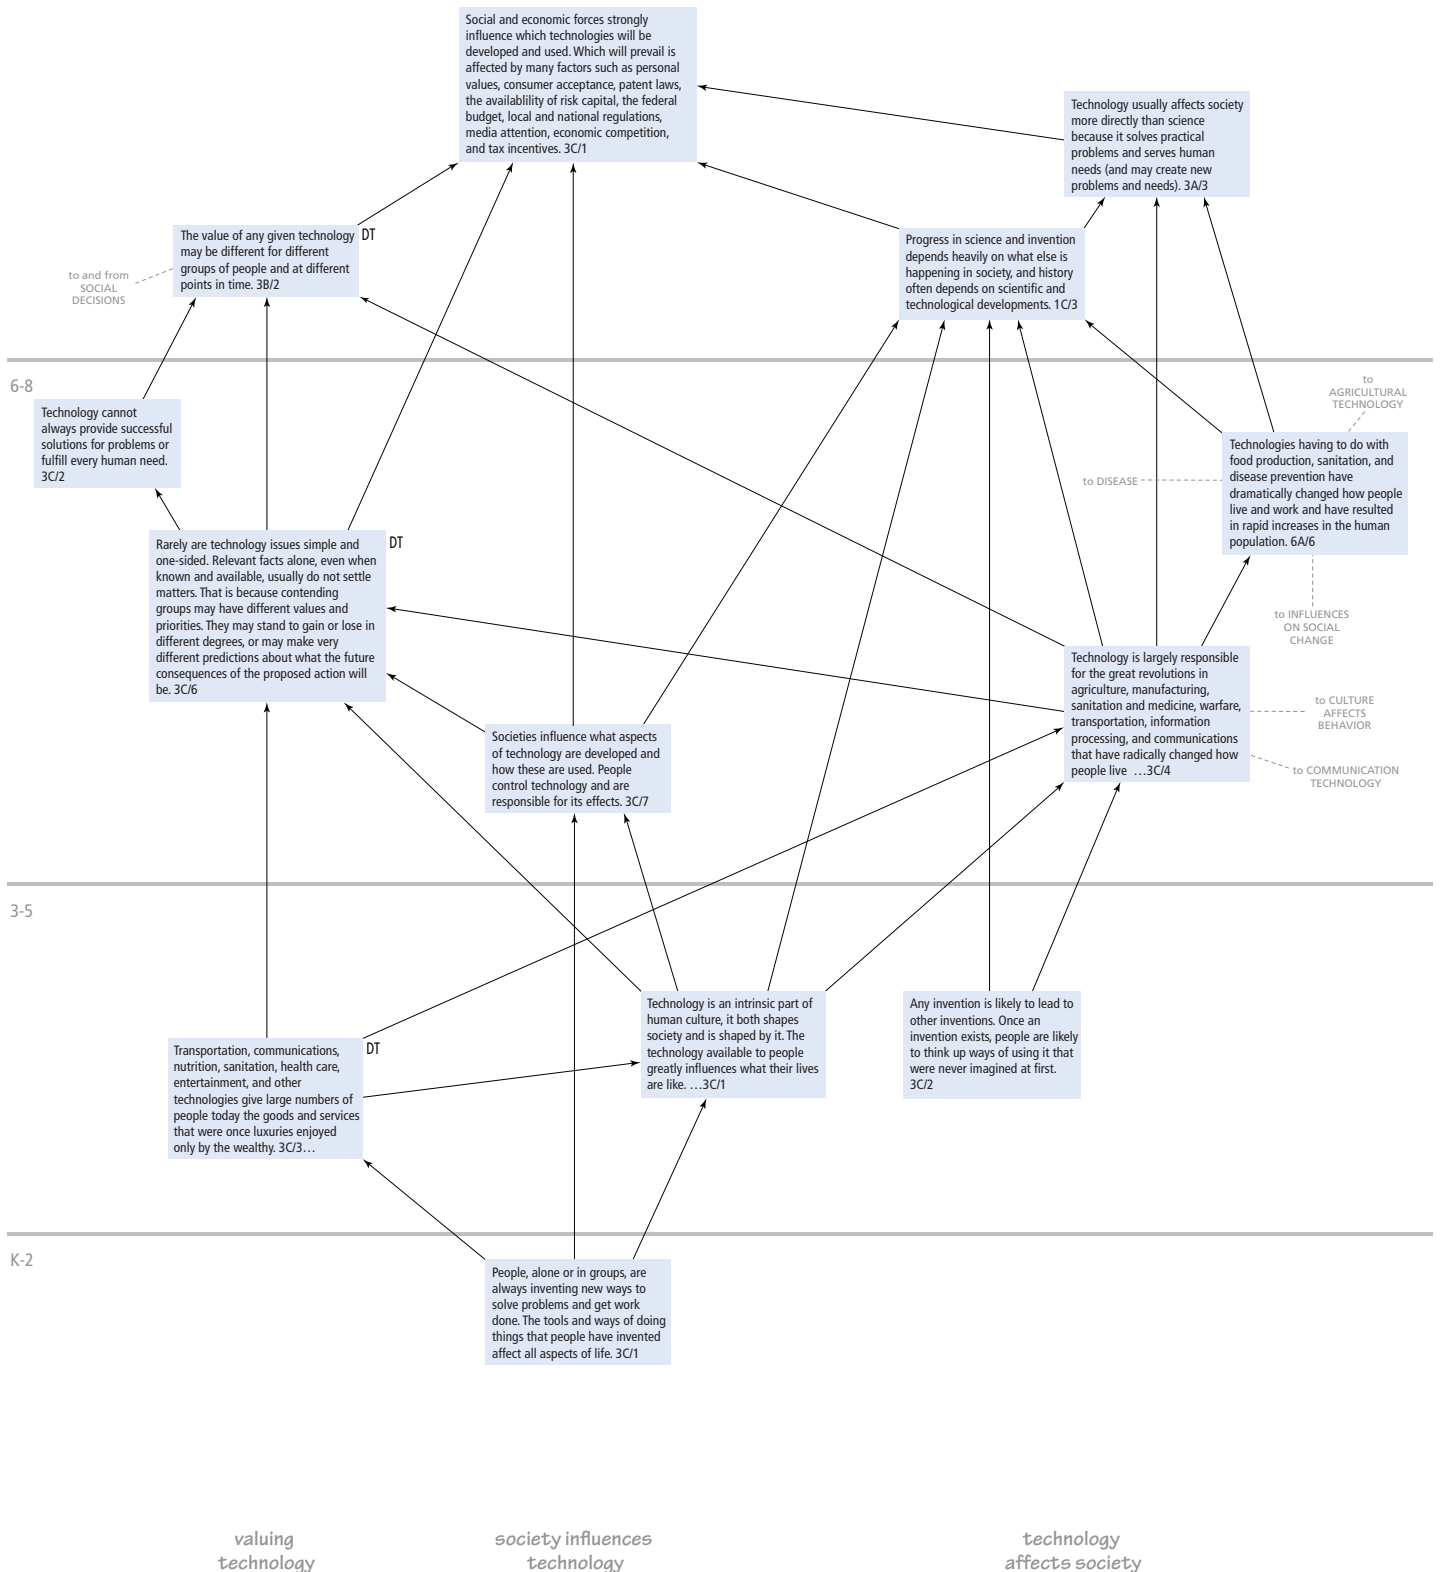 Social and economic forces strongly
influence which technologies will be
developed and used. Which will prevail is
affected by many factors such as personal
values, consumer acceptance, patent laws,
the availablility of risk capital, the federal
budget, local and national regulations,
media attention, economic competition,
and tax incentives. 3C/1
Technology usually affects society
more directly than science
because it solves practical
problems and serves human
needs (and may create new
problems and needs). 3A/3
The value of any given technology
may be different for different
groups of people and at different
points in time. 3B/2
DT
to and from
SOCIAL
DECISIONS
Progress in science and invention
depends heavily on what else is
happening in society, and history
often depends on scientific and
technological developments. 1C/3
6-8
Technology cannot
always provide successful
solutions for problems or
fulfill every human need.
3C/2
to
AGRICULTURAL
TECHNOLOGY
Technologies having to do with
food production, sanitation, and
disease prevention have
dramatically changed how people
live and work and have resulted
in rapid increases in the human
population. 6A/6
to DISEASE
to INFLUENCES
ON SOCIAL
CHANGE
Rarely are technology issues simple and
one-sided. Relevant facts alone, even when
known and available, usually do not settle
matters. That is because contending
groups may have different values and
priorities. They may stand to gain or lose in
different degrees, or may make very
different predictions about what the future
consequences of the proposed action will
be. 3C/6
DT
Technology is largely responsible
for the great revolutions in
agriculture, manufacturing,
sanitation and medicine, warfare,
transportation, information
processing, and communications
that have radically changed how
people live …3C/4
to CULTURE
AFFECTS
BEHAVIOR
to COMMUNICATION
TECHNOLOGY
Societies influence what aspects
of technology are developed and
how these are used. People
control technology and are
responsible for its effects. 3C/7
3-5
Technology is an intrinsic part of
human culture, it both shapes
society and is shaped by it. The
technology available to people
greatly influences what their lives
are like. …3C/1
Any invention is likely to lead to
other inventions. Once an
invention exists, people are likely
to think up ways of using it that
were never imagined at first.
3C/2
Transportation, communications,
nutrition, sanitation, health care,
entertainment, and other
technologies give large numbers of
people today the goods and services
that were once luxuries enjoyed
only by the wealthy. 3C/3…
DT
K-2
People, alone or in groups, are
always inventing new ways to
solve problems and get work
done. The tools and ways of doing
things that people have invented
affect all aspects of life. 3C/1
valuing
technology
society influences
technology
technology
affects society